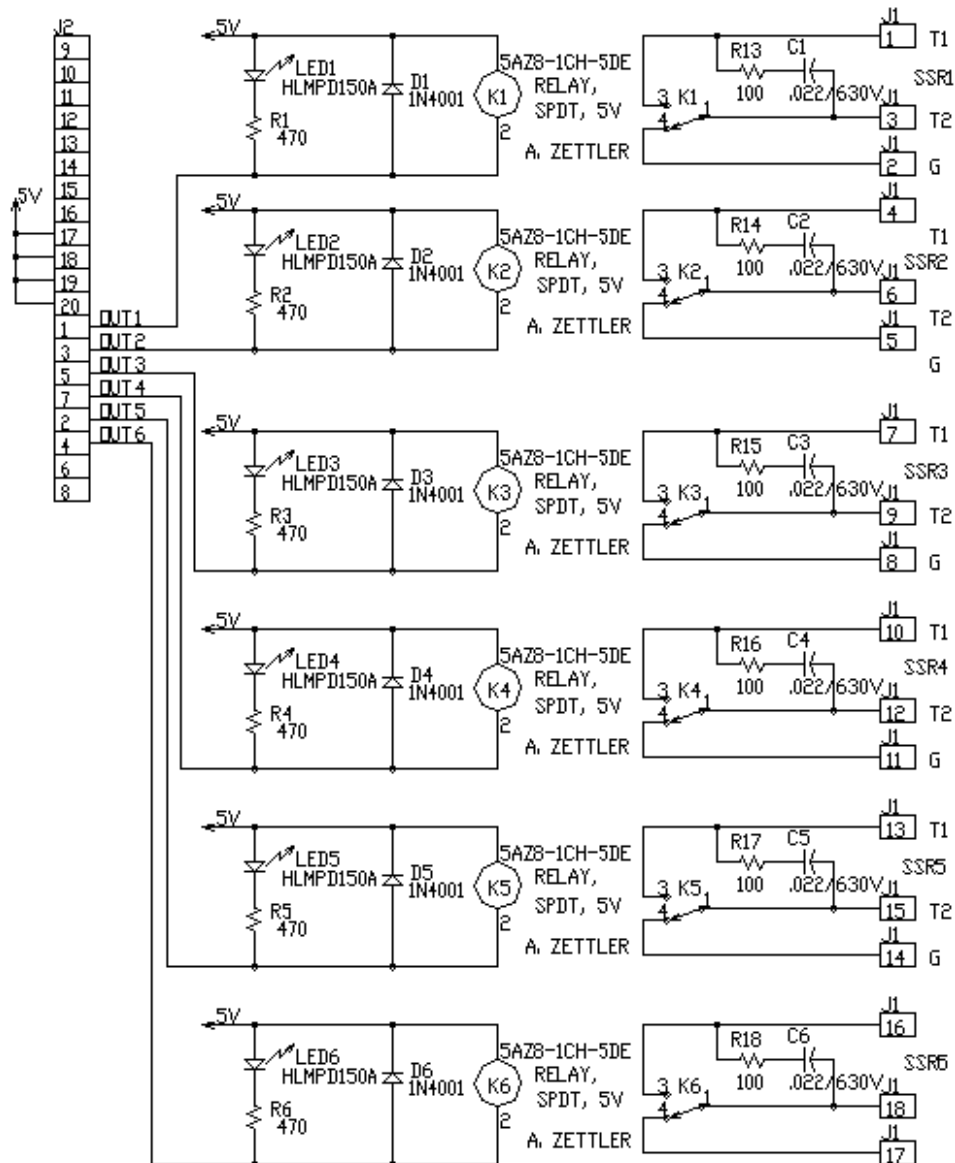 J2
9
10
11
12
13
14
15
16
17
18
19
20
1
3
5
7
2
4
6
8
5V
OUT1
OUT2
OUT3
OUT4
OUT5
OUT6
5V
LED1
HLMPD150A
R1
470
D1
1N4001
K1
2
5AZ8-1CH-5DE
RELAY,
SPDT, 5V
A. ZETTLER
3 K1 1
4
R13
100
C1
.022/630V
J1
1 T1
SSR1
J1
3 T2
J1
2 G
5V
LED2
HLMPD150A
R2
470
D2
1N4001
K2
2
5AZ8-1CH-5DE
RELAY,
SPDT, 5V
A. ZETTLER
3 K2 1
4
R14
100
C2
.022/630V
J1
4
T1
SSR2
J1
6
T2
J1
5
G
5V
LED3
HLMPD150A
R3
470
D3
1N4001
K3
2
5AZ8-1CH-5DE
RELAY,
SPDT, 5V
A. ZETTLER
3 K3 1
4
R15
100
C3
.022/630V
J1
7 T1
SSR3
J1
9 T2
J1
8 G
5V
LED4
HLMPD150A
R4
470
D4
1N4001
K4
2
5AZ8-1CH-5DE
RELAY,
SPDT, 5V
A. ZETTLER
3 K4 1
4
R16
100
C4
.022/630V
J1
10 T1
SSR4
J1
12 T2
J1
11 G
5V
LED5
HLMPD150A
R5
470
D5
1N4001
K5
2
5AZ8-1CH-5DE
RELAY,
SPDT, 5V
A. ZETTLER
3 K5 1
4
R17
100
C5
.022/630V
J1
13 T1
SSR5
J1
15 T2
J1
14 G
5V
LED6
HLMPD150A
R6
470
D6
1N4001
K6
2
5AZ8-1CH-5DE
RELAY,
SPDT, 5V
A. ZETTLER
3 K6 1
4
R18
100
C6
.022/630V
J1
16
J1
18
J1
17